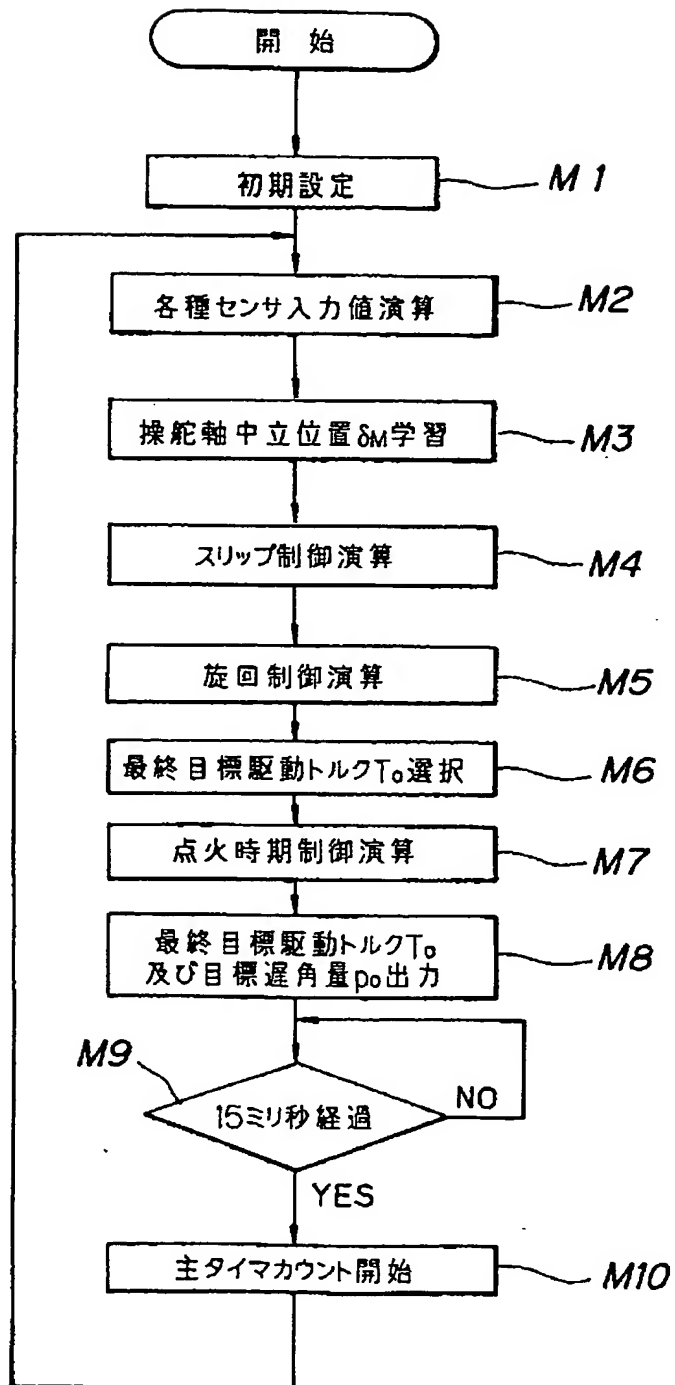 開始
初期設定
M1
各種センサ入力値演算
M2
操舵軸中立位置δM学習
M3
スリップ制御演算
M4
旋回制御演算
M5
最終目標駆動トルクTo選択
M6
点火時期制御演算
M7
最終目標駆動トルクTo
及び目標遅角量po出力
M8
M9
15ミリ秒経過
NO
YES
主タイマカウント開始
M10